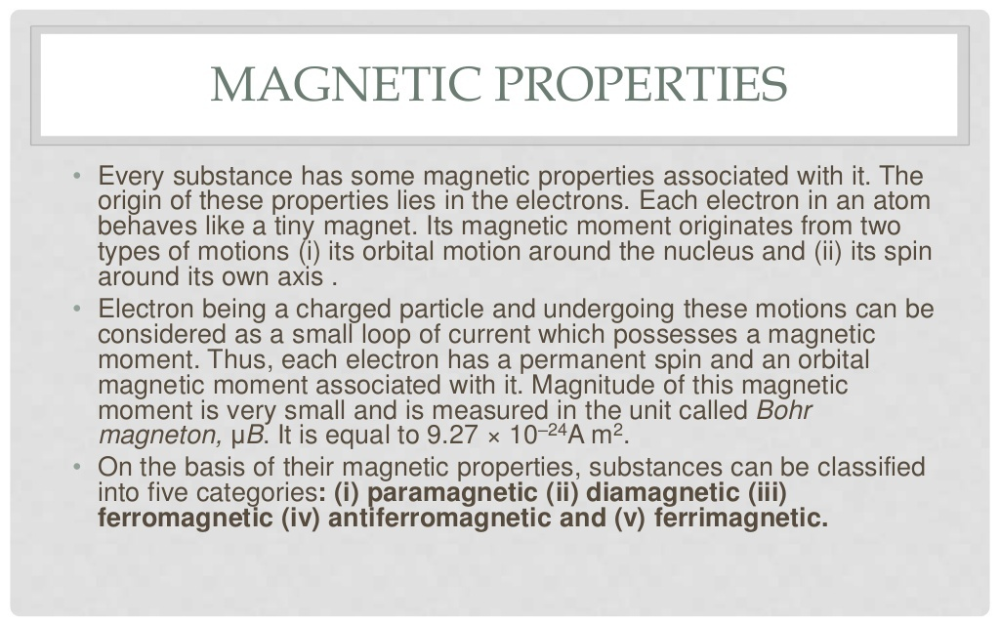 MAGNETIC PROPERTIES
• Every substance has some magnetic properties associated with it. The
origin of these properties lies in the electrons. Each electron in an atom
behaves like a tiny magnet. Its magnetic moment originates from two
types of motions (i) its orbital motion around the nucleus and (ii) its spin
around its own axis .
• Electron being a charged particle and undergoing these motions can be
considered as a small loop of current which possesses a magnetic
moment. Thus, each electron has a permanent spin and an orbital
magnetic moment associated with it. Magnitude of this magnetic
moment is very small and is measured in the unit called Bohr
magneton, µB. It is equal to 9.27 × 10⁻²⁴A m².
• On the basis of their magnetic properties, substances can be classified
into five categories: (i) paramagnetic (ii) diamagnetic (iii)
ferromagnetic (iv) antiferromagnetic and (v) ferrimagnetic.